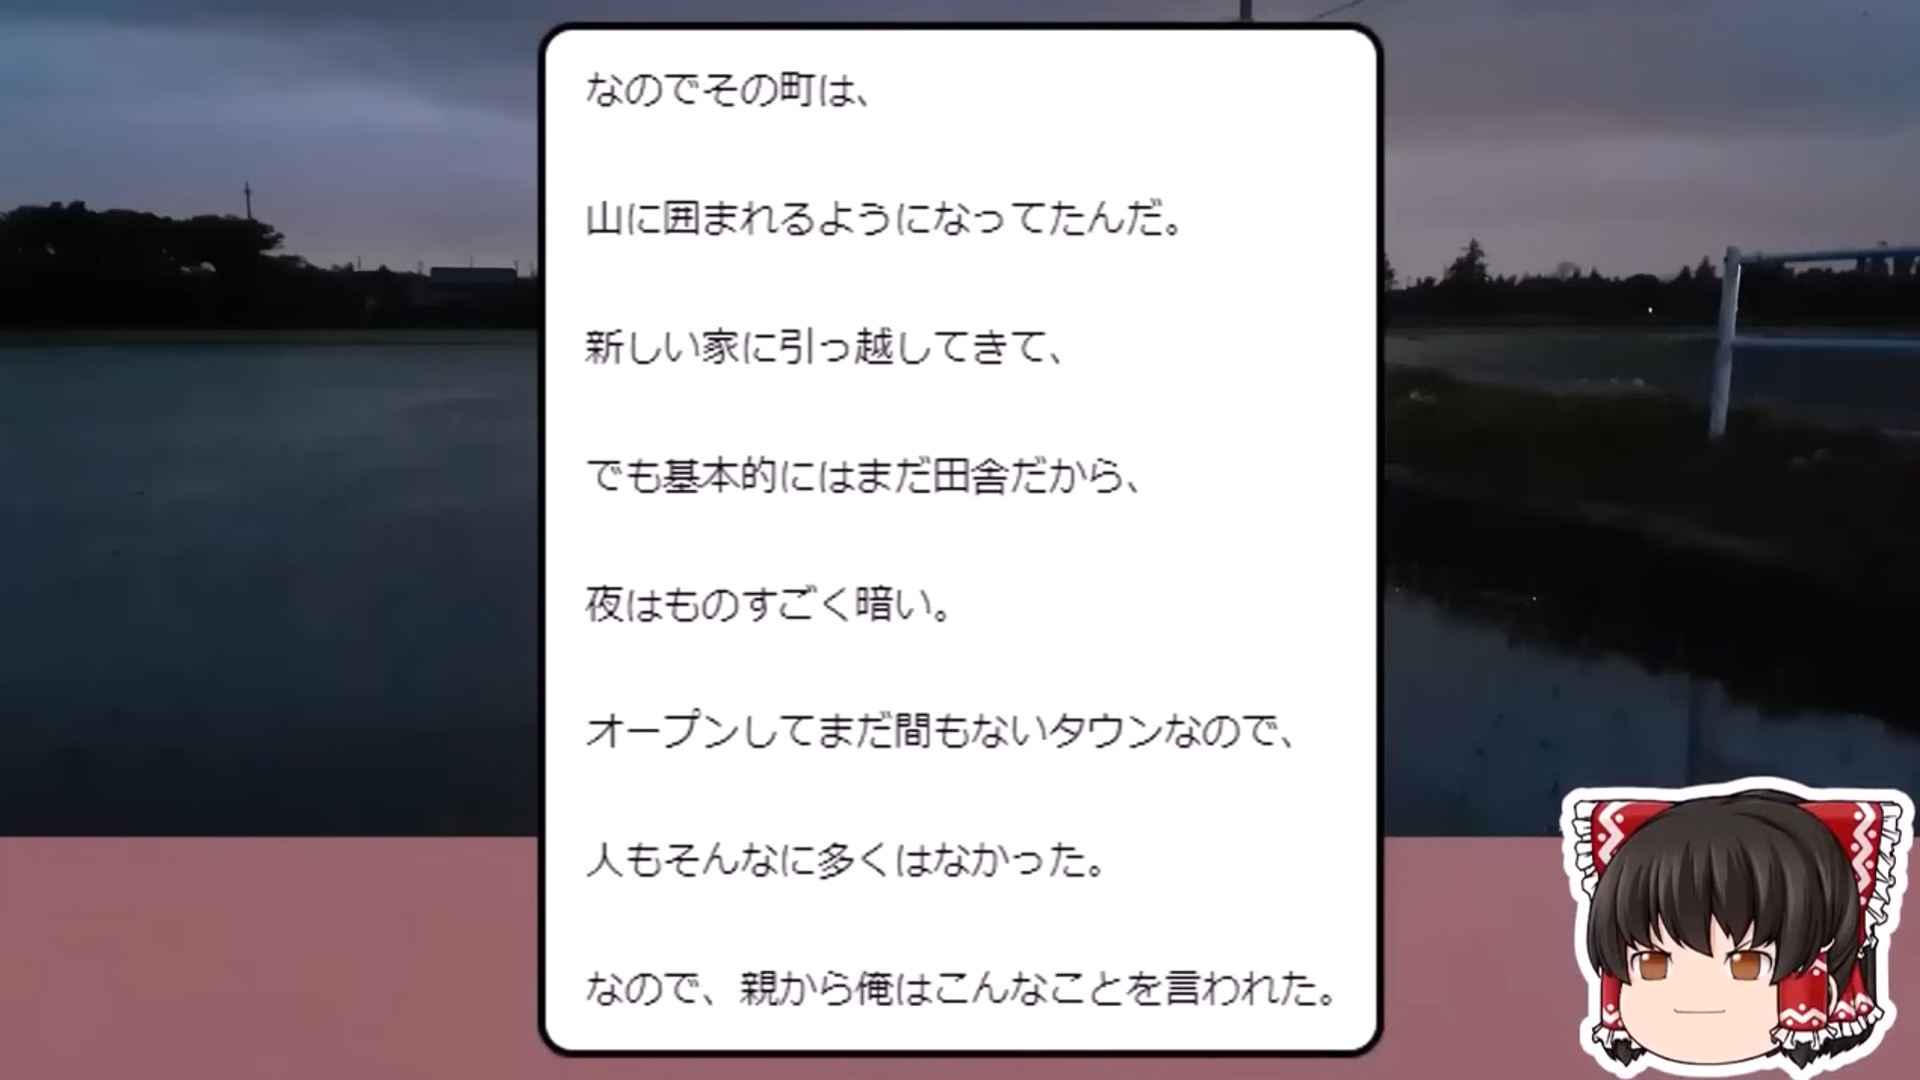 なのでその町は、
山に囲まれるようになってたんだ。
新しい家に引っ越してきて、
でも基本的にはまだ田舎だから、
夜はものすごく暗い。
オープンしてまだ間もないタウンなので、
人もそんなに多くはなかった。
なので、親から俺はこんなことを言われた。